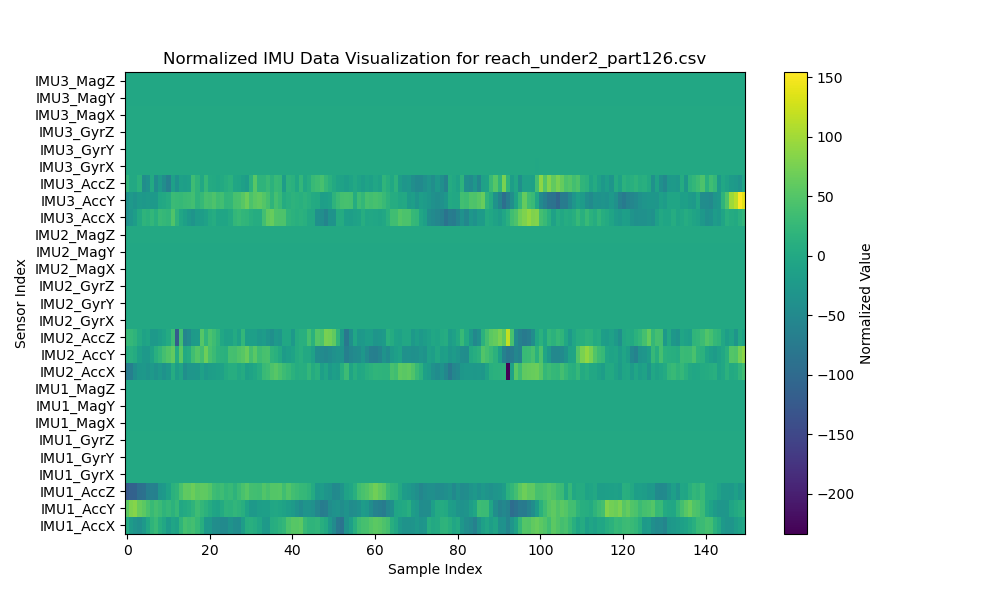 Normalized IMU Data Visualization for reach_under2_part126.csv
IMU3_MagZ
IMU3_MagY
IMU3_MagX
IMU3_GyrZ
IMU3_GyrY
IMU3_GyrX
IMU3_AccZ
IMU3_AccY
IMU3_AccX
IMU2_MagZ
IMU2_MagY
IMU2_MagX
IMU2_GyrZ
IMU2_GyrY
IMU2_GyrX
IMU2_AccZ
IMU2_AccY
IMU2_AccX
IMU1_MagZ
IMU1_MagY
IMU1_MagX
IMU1_GyrZ
IMU1_GyrY
IMU1_GyrX
IMU1_AccZ
IMU1_AccY
IMU1_AccX
Sensor Index
0 20 40 60 80 100 120 140
Sample Index
150
100
50
0
−50
−100
−150
−200
Normalized Value